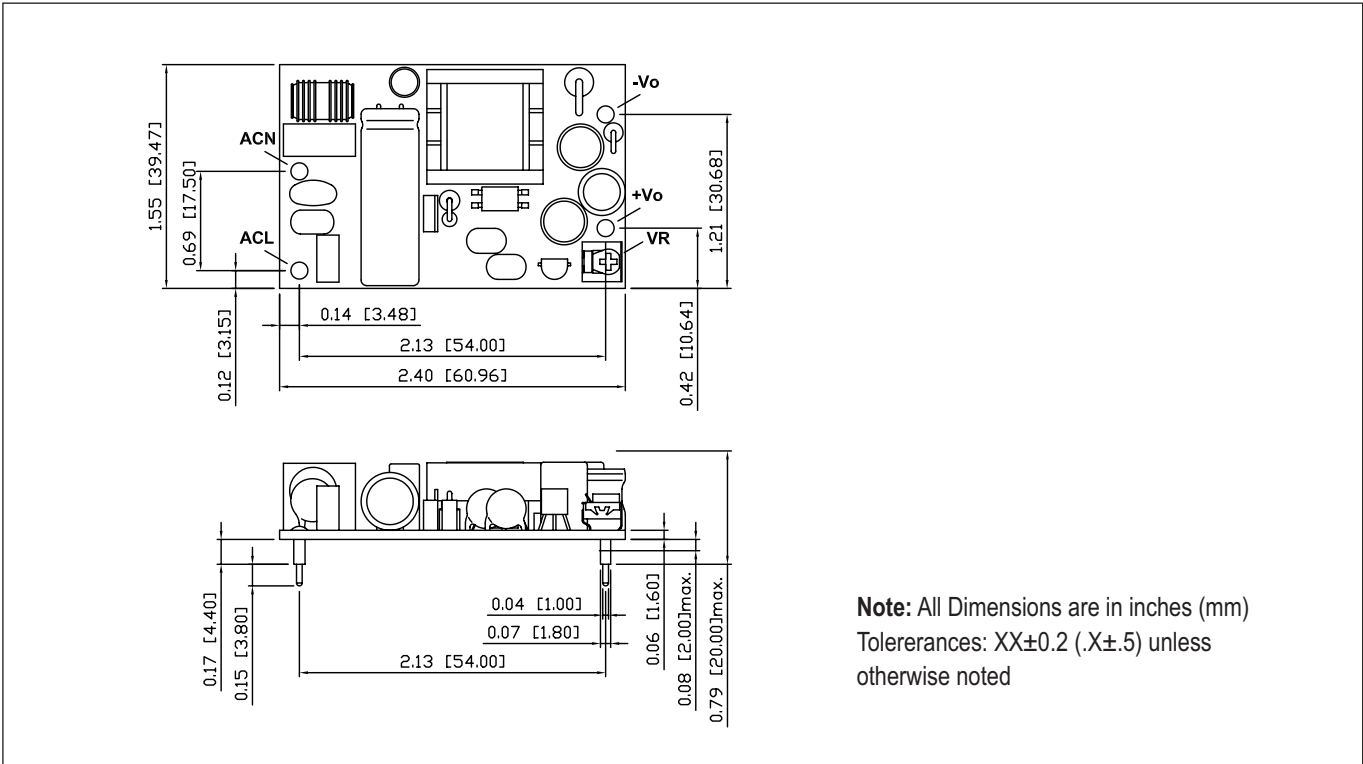 -Vo
ACN
1.55 [39.47]
0.69 [17.50]
+Vo
1.21 [30.68]
ACL
VR
0.14 [3.48]
0.12 [3.15]
2.13 [54.00]
0.42 [10.64]
2.40 [60.96]
0.04 [1.00]
0.07 [1.80]
0.17 [4.40]
0.15 [3.80]
2.13 [54.00]
0.06 [1.60]
0.08 [2.00]max.
0.79 [20.00]max.
Note: All Dimensions are in inches (mm)
Tolererances: XX±0.2 (.X±.5) unless
otherwise noted